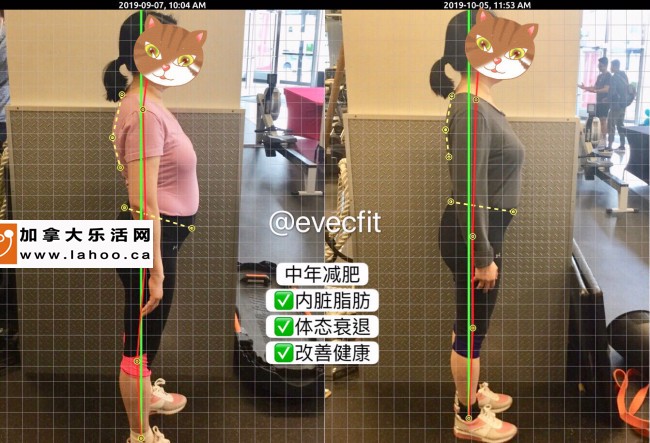 2019-09-07, 10:04 AM
2019-10-05, 11:53 AM
@evecfit
加拿大乐活网
www.lahoo.ca
中年减肥
✅内脏脂肪
✅体态衰退
✅改善健康